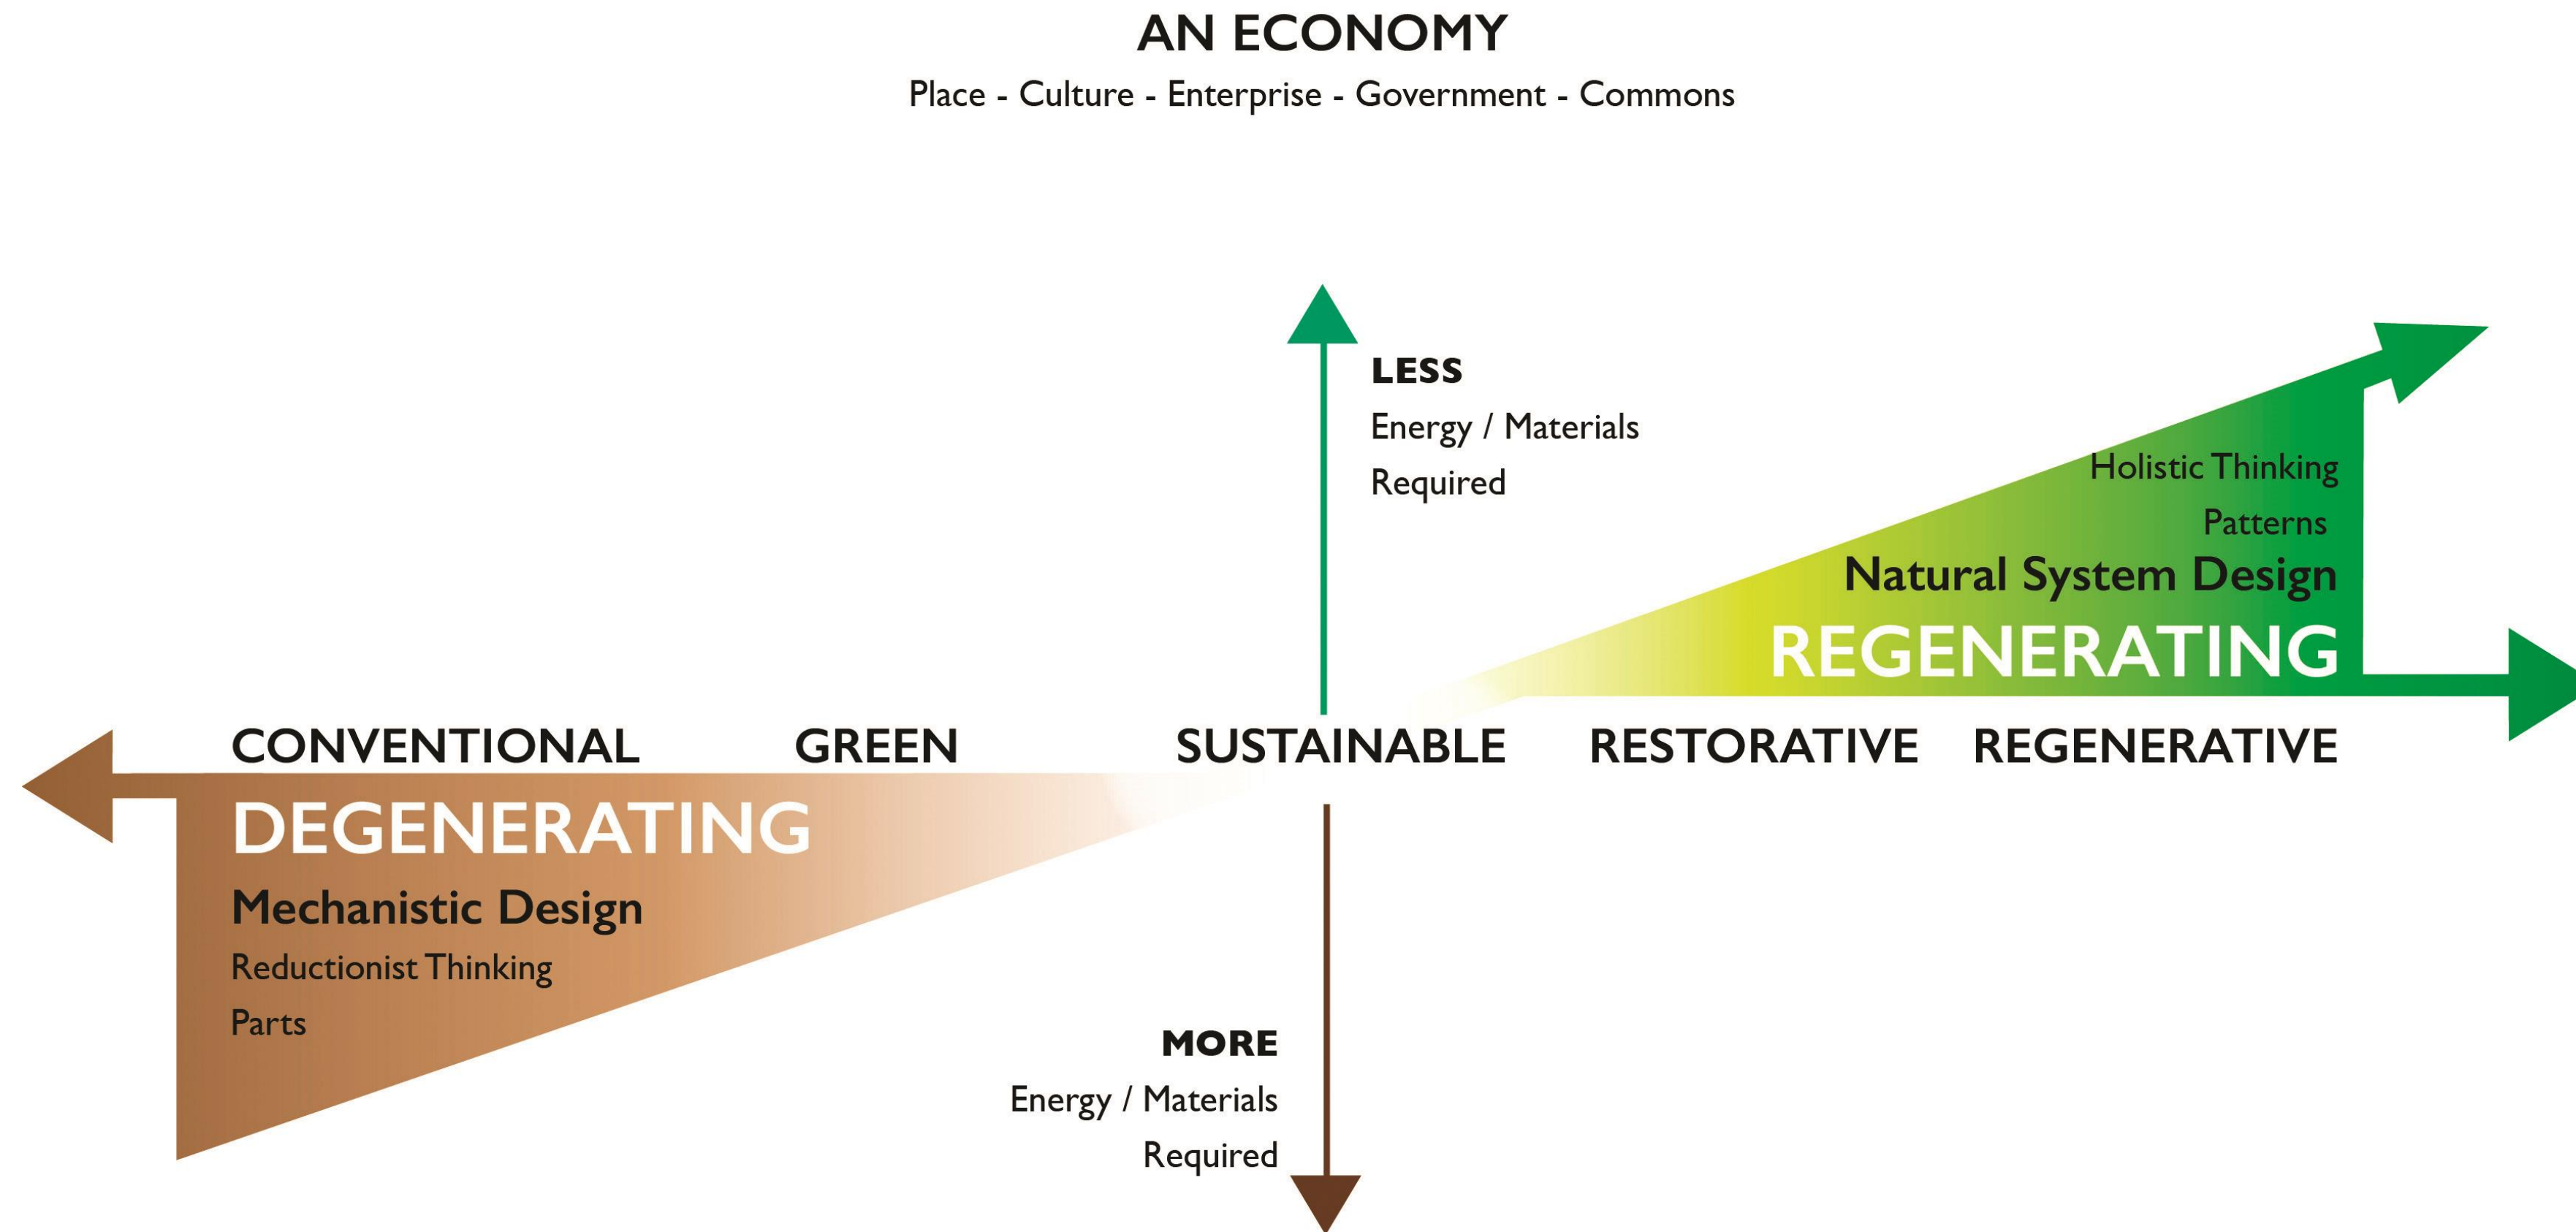 AN ECONOMY
Place - Culture - Enterprise - Government - Commons
LESS
Energy / Materials
Required
Holistic Thinking
Patterns
Natural System Design
REGENERATING
CONVENTIONAL GREEN SUSTAINABLE RESTORATIVE REGENERATIVE
DEGENERATING
Mechanistic Design
Reductionist Thinking
Parts
MORE
Energy / Materials
Required